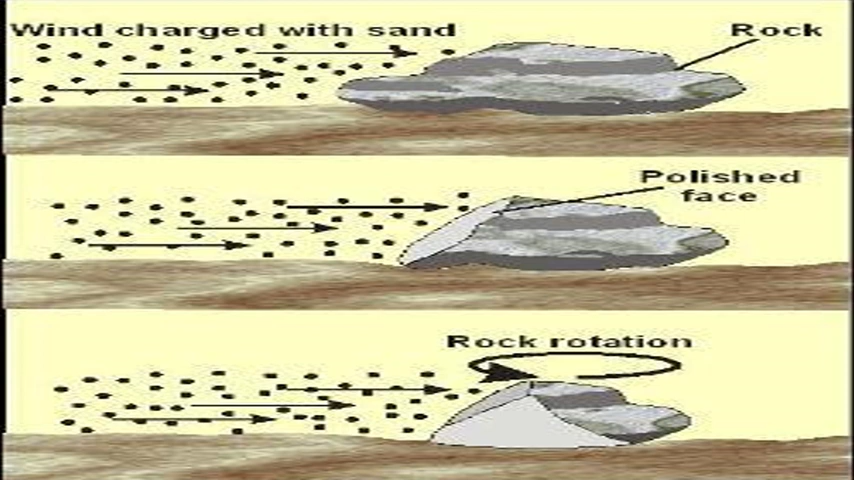 Wind charged with sand
Rock
Polished
face
Rock rotation